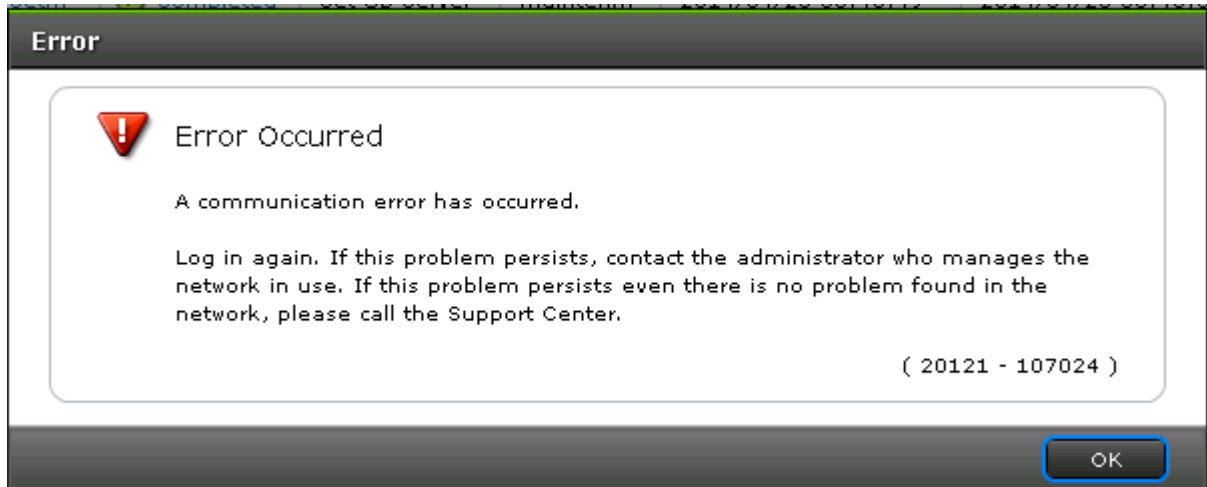 Error
Error Occurred
A communication error has occurred.
Log in again. If this problem persists, contact the administrator who manages the
network in use. If this problem persists even there is no problem found in the
network, please call the Support Center.
( 20121 - 107024 )
OK